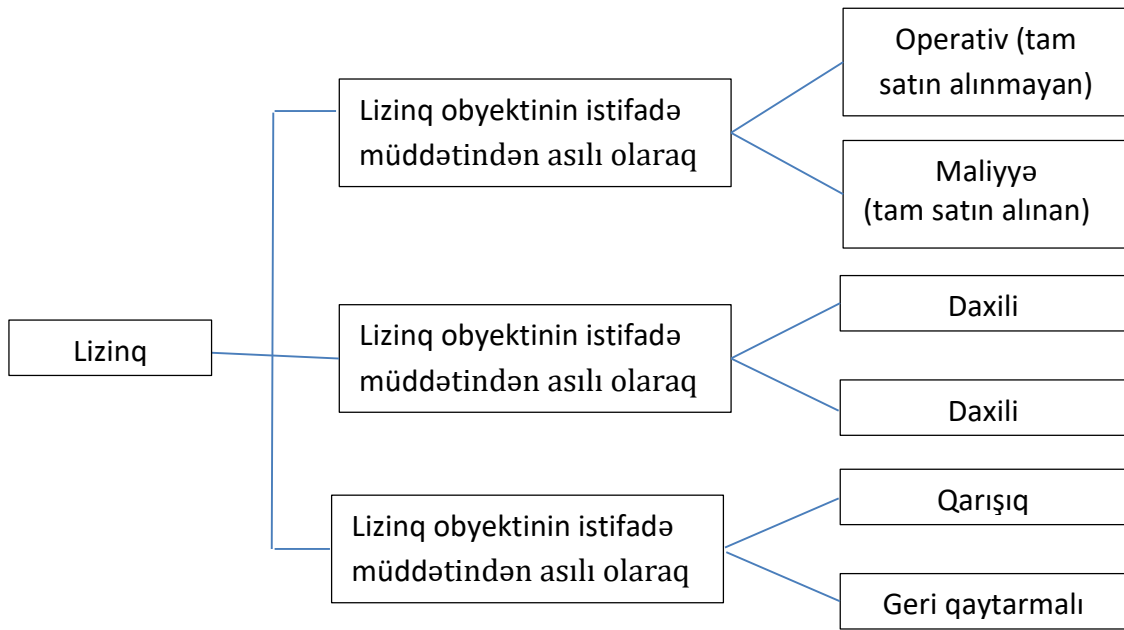 Lizinq
Lizinq obyektinin istifadə
müddətindən asılı olaraq
Operativ (tam
satın alınmayan)
Maliyyə
(tam satın alınan)
Lizinq obyektinin istifadə
müddətindən asılı olaraq
Daxili
Daxili
Lizinq obyektinin istifadə
müddətindən asılı olaraq
Qarışıq
Geri qaytarmalı